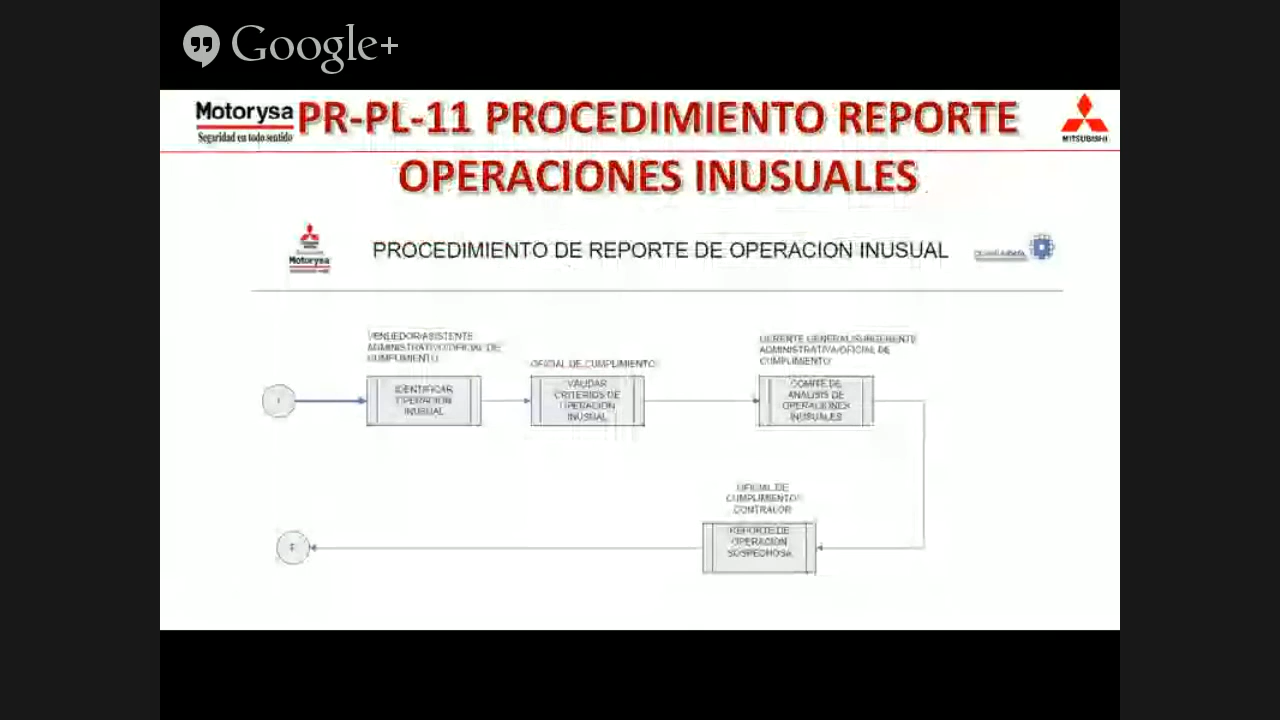 Google+
Motorysa
Seguridad en todo sentido
PR-PL-11 PROCEDIMIENTO REPORTE
OPERACIONES INUSUALES
MITSUBISHI
Motorysa
PROCEDIMIENTO DE REPORTE DE OPERACION INUSUAL
VENDEDOR/ASISTENTE
ADMINISTRATIVO/OFICIAL DE
CUMPLIMIENTO
IDENTIFICAR
OPERACION
INUSUAL
OFICIAL DE CUMPLIMIENTO
VALIDAR
CRITERIOS DE
OPERACION
INUSUAL
GERENTE GENERAL/SUBGERENTE
ADMINISTRATIVA/OFICIAL DE
CUMPLIMIENTO
COMITE DE
ANALISIS DE
OPERACIONES
INUSUALES
OFICIAL DE
CUMPLIMIENTO/
CONTRALOR
REPORTE DE
OPERACION
SOSPECHOSA